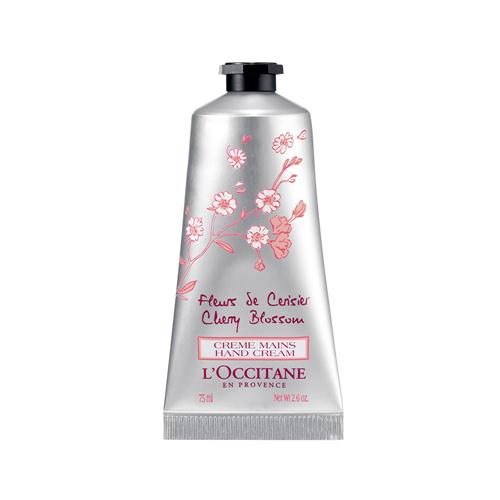 Fleurs de Cerisier
Cherry Blossom
CREME MAINS
HAND CREAM
L'OCCITANE
EN PROVENCE
75 ml Net Wt 2.6 oz.